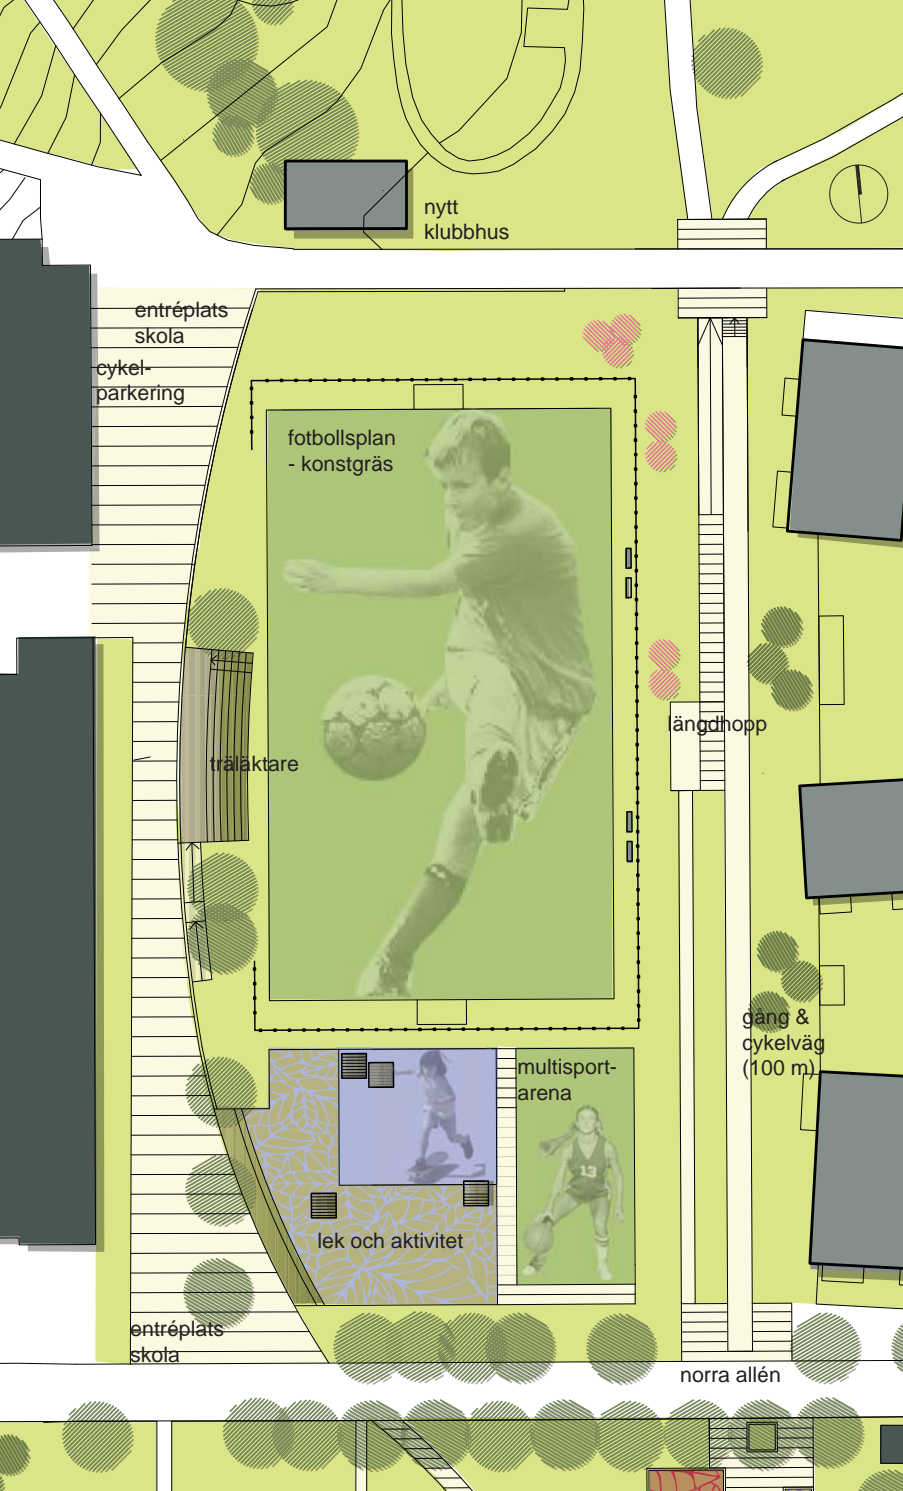 nytt
klubbhus
entréplats
skola
cykel-
parkering
fotbollsplan
- konstgräs
längdhopp
träläktare
gång &
cykelväg
(100 m)
multisport-
arena
13
lek och aktivitet
entréplats
skola
norra allén